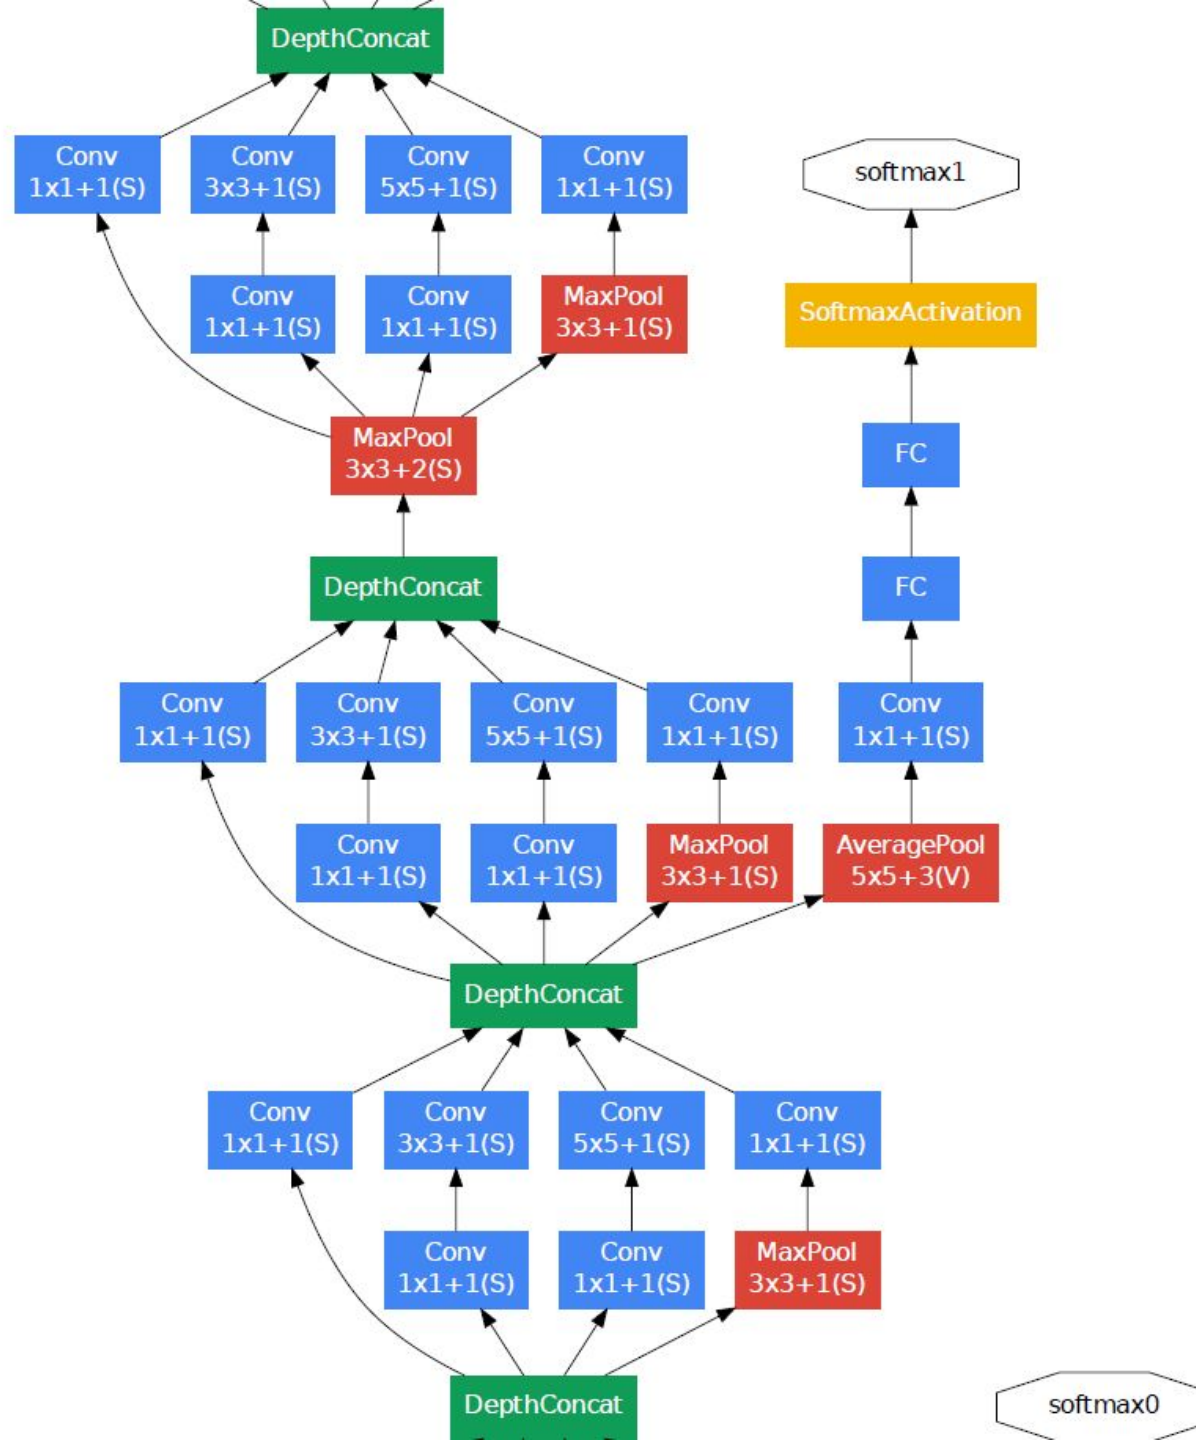 DepthConcat
Conv
1x1+1(S)
Conv
3x3+1(S)
Conv
5x5+1(S)
Conv
1x1+1(S)
softmax1
Conv
1x1+1(S)
Conv
1x1+1(S)
MaxPool
3x3+1(S)
SoftmaxActivation
MaxPool
3x3+2(S)
FC
DepthConcat
FC
Conv
1x1+1(S)
Conv
3x3+1(S)
Conv
5x5+1(S)
Conv
1x1+1(S)
Conv
1x1+1(S)
Conv
1x1+1(S)
Conv
1x1+1(S)
MaxPool
3x3+1(S)
AveragePool
5x5+3(V)
DepthConcat
Conv
1x1+1(S)
Conv
3x3+1(S)
Conv
5x5+1(S)
Conv
1x1+1(S)
Conv
1x1+1(S)
Conv
1x1+1(S)
MaxPool
3x3+1(S)
DepthConcat
softmax0